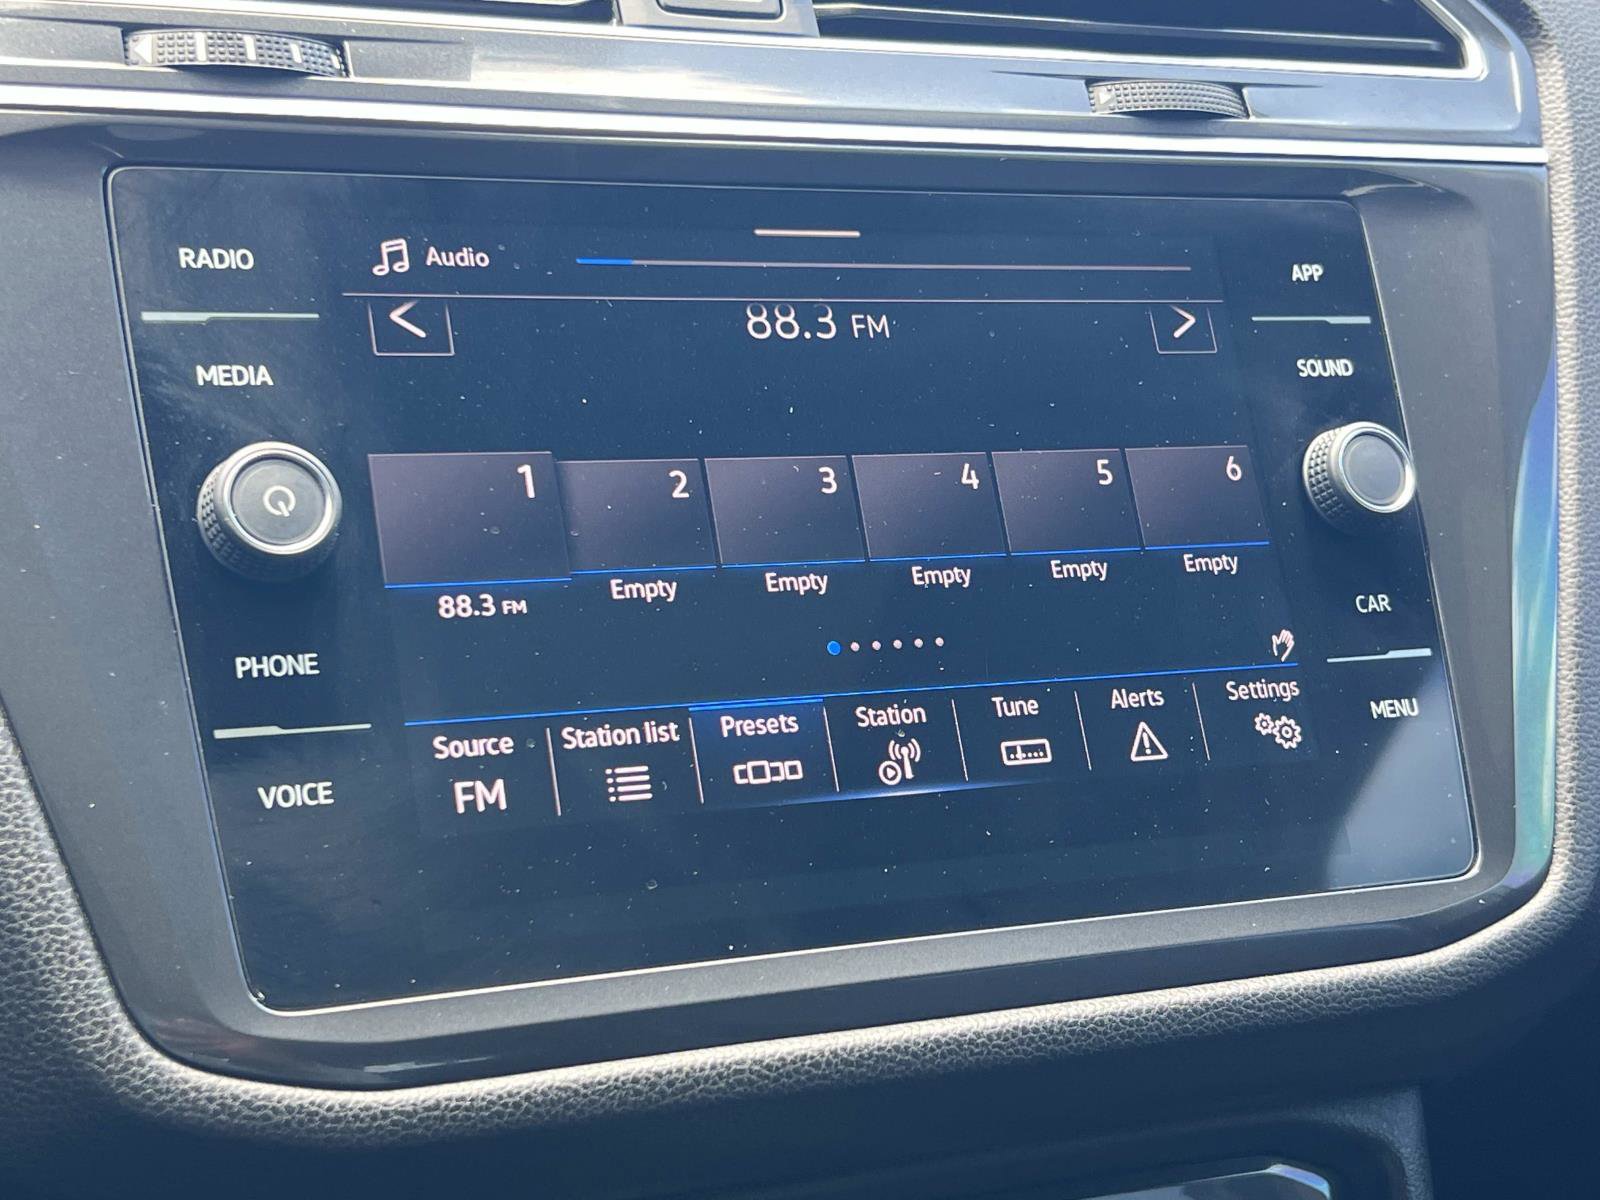 RADIO
MEDIA
PHONE
VOICE
Audio
88.3 FM
1
2
3
4
5
6
88.3 FM
Empty
Empty
Empty
Empty
Empty
Source
FM
Station list
Presets
Station
Tune
Alerts
Settings
APP
SOUND
CAR
MENU